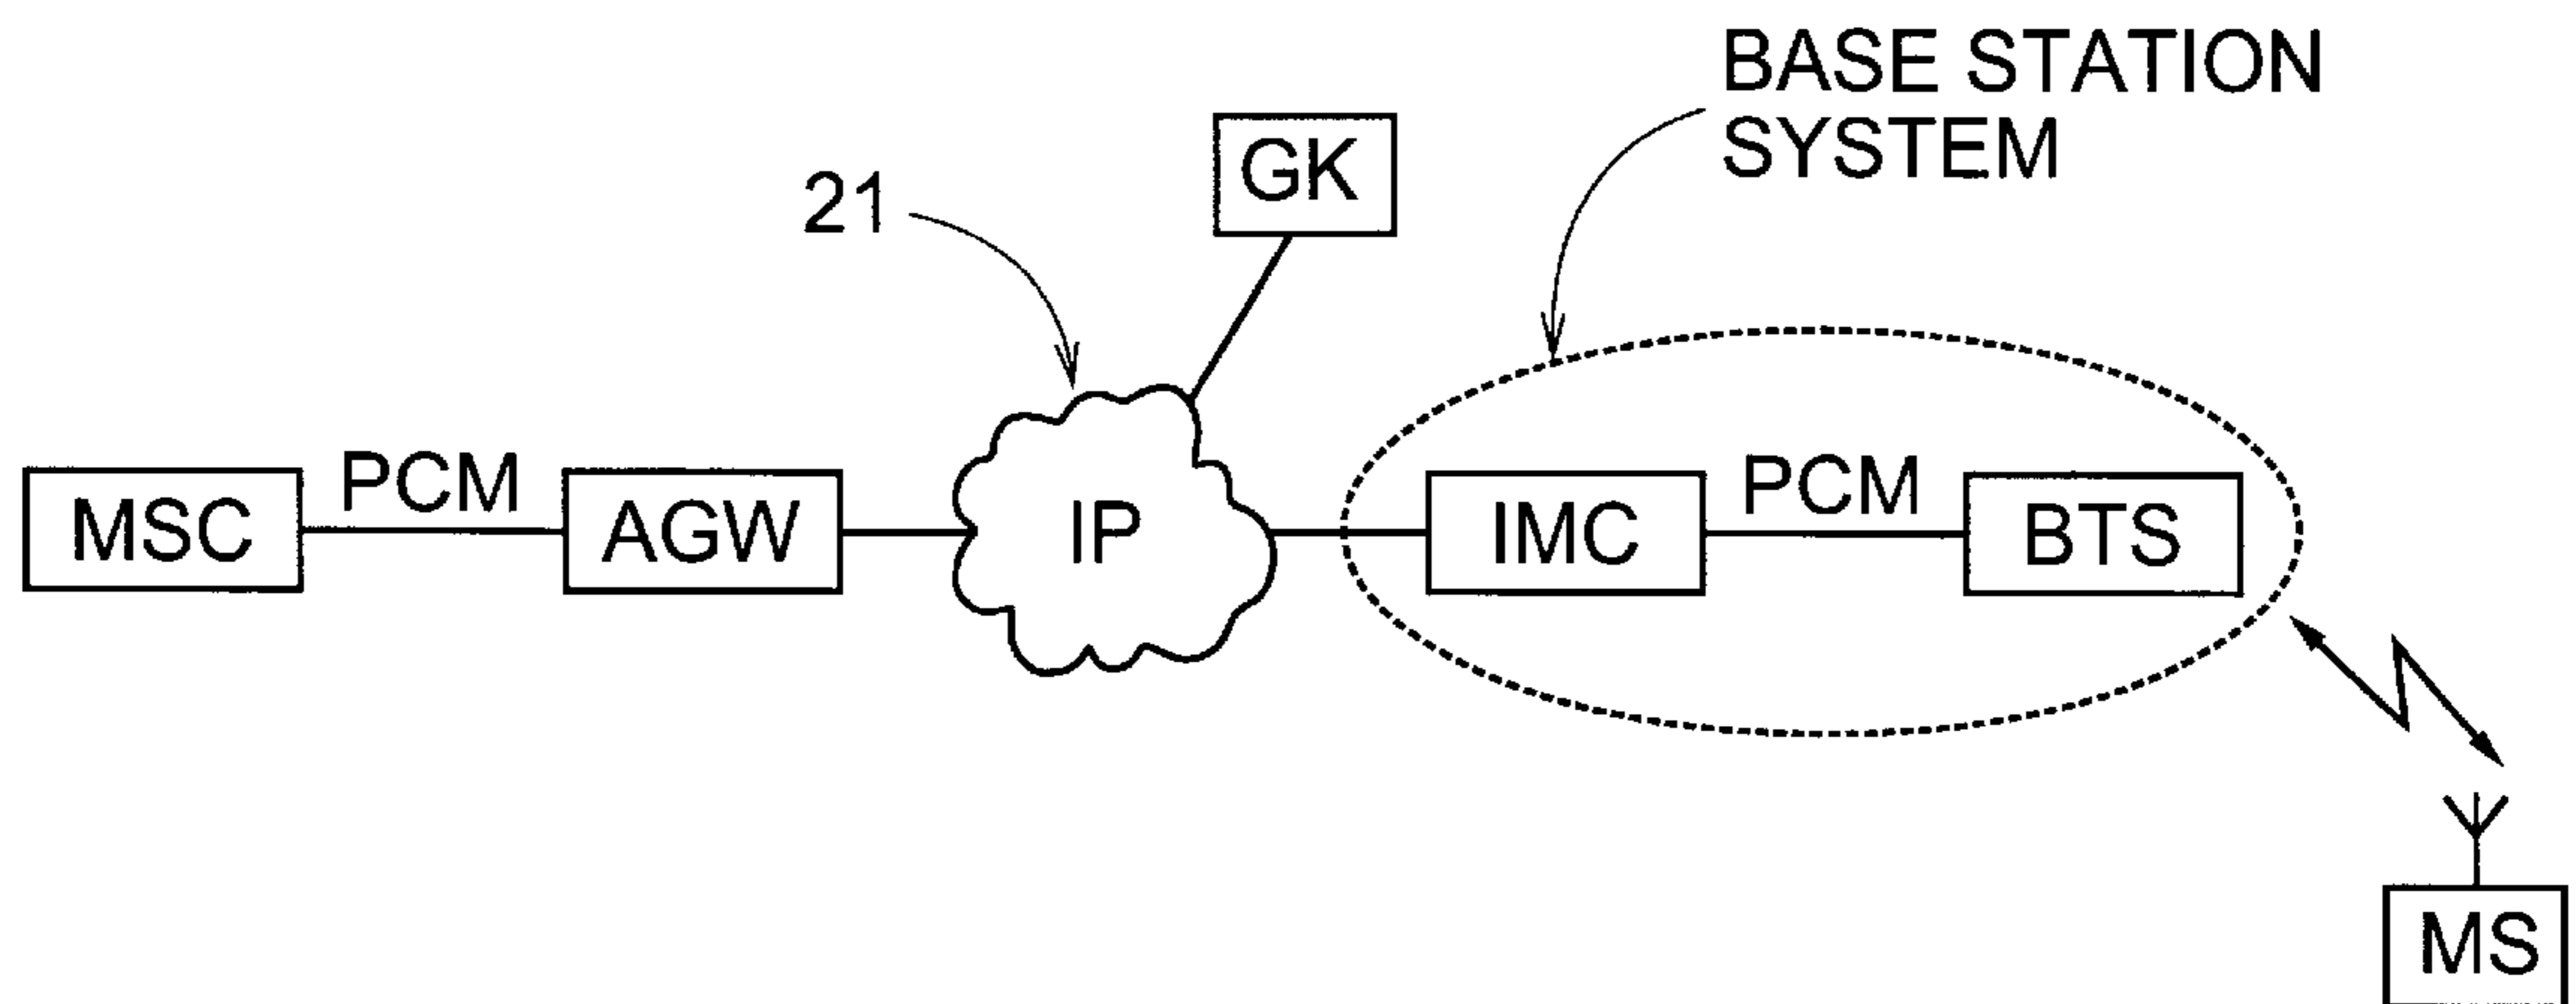 BASE STATION
SYSTEM
GK
21
MSC
PCM
AGW
IP
IMC
PCM
BTS
MS